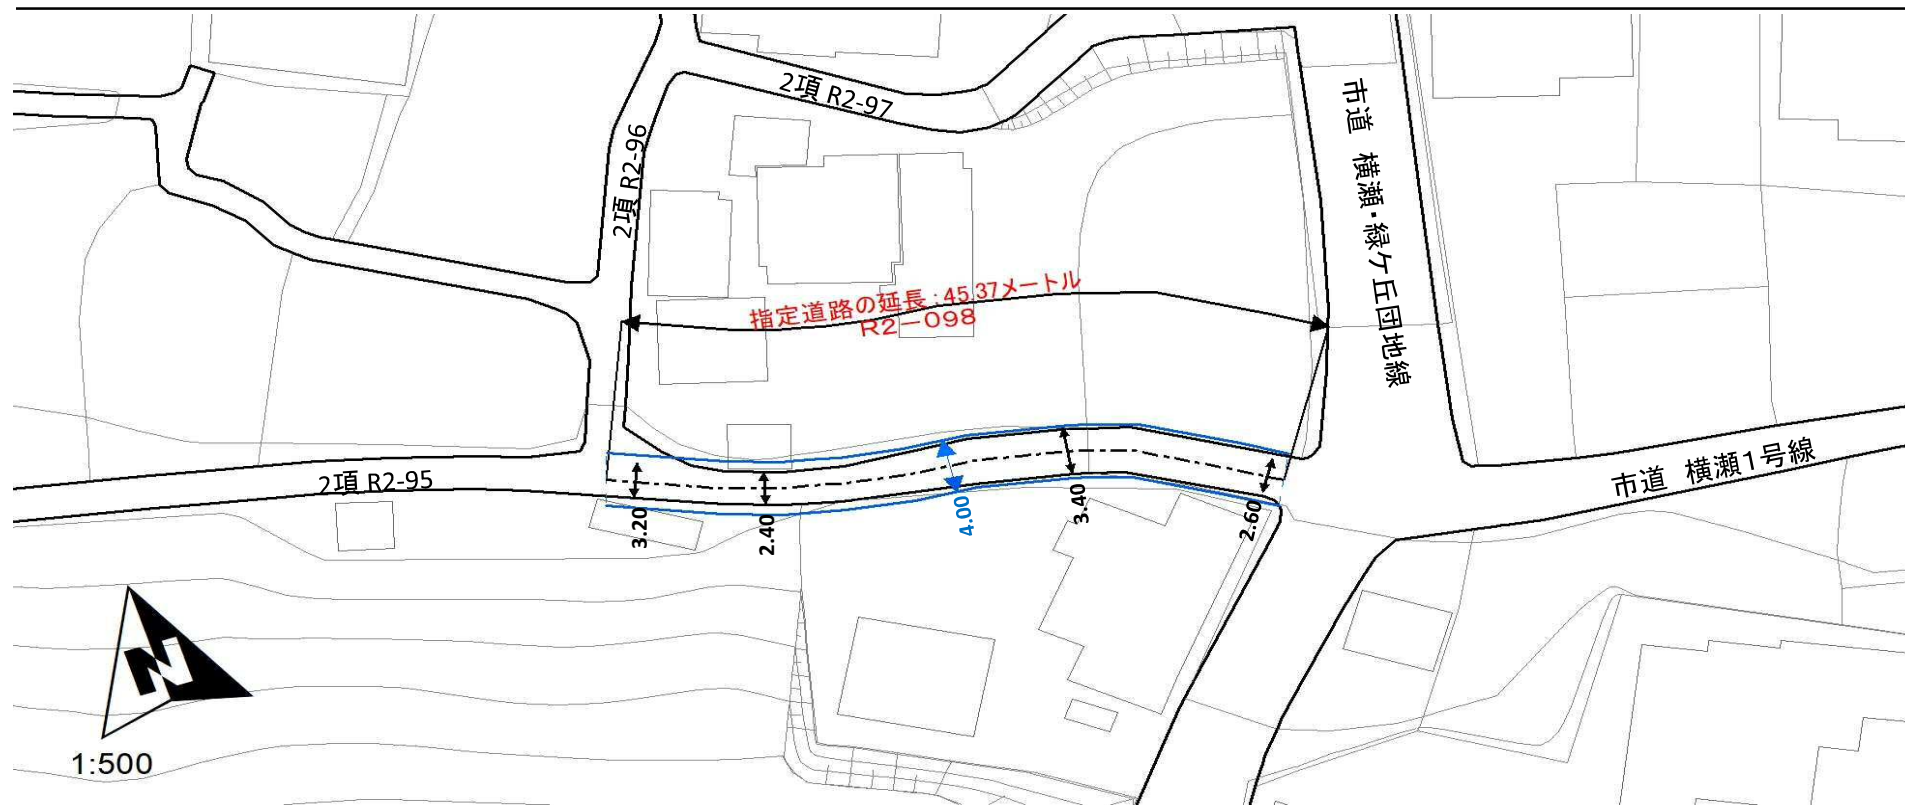 2項 R2-97
2項 R2-96
市道 横瀬・緑ケ丘団地線
指定道路の延長:45.37メートル
R2－098
2項 R2-95
市道 横瀬1号線
3.20
2.40
4.00
3.40
2.60
N
1:500